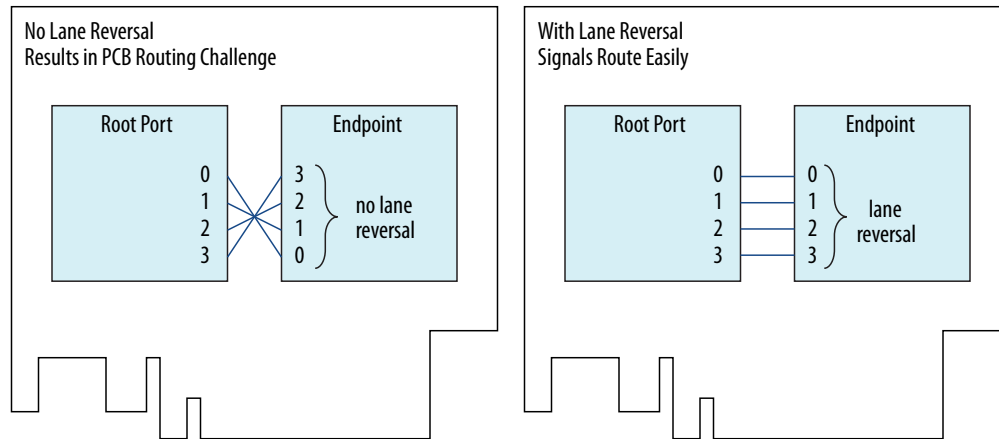 No Lane Reversal
Results in PCB Routing Challenge
Root Port
Endpoint
0
1
2
3
3
2
1
0
no lane
reversal
With Lane Reversal
Signals Route Easily
Root Port
Endpoint
0
1
2
3
0
1
2
3
lane
reversal